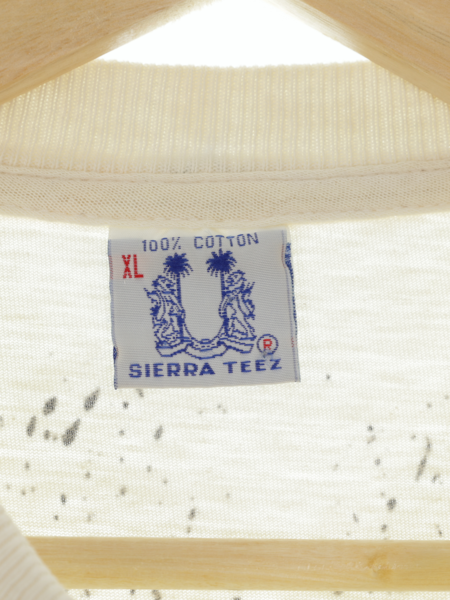 100% COTTON
XL
®
SIERRA TEEZ